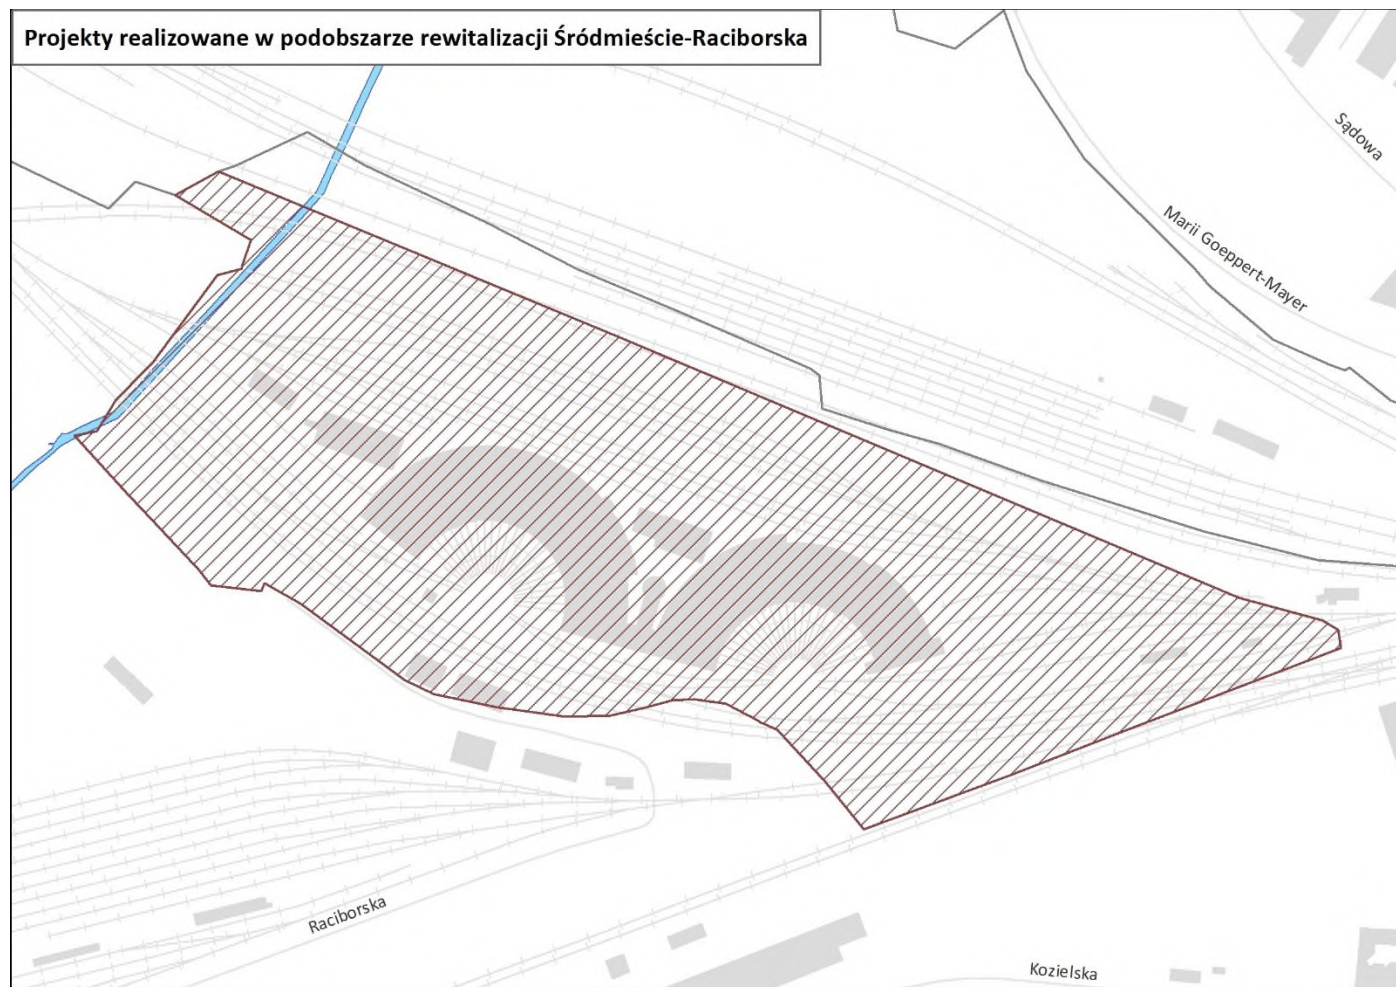 Projekty realizowane w podobszarze rewitalizacji Śródmieście-Raciborska
Sądowa
Marii Goeppert-Mayer
Raciborska
Kozielska